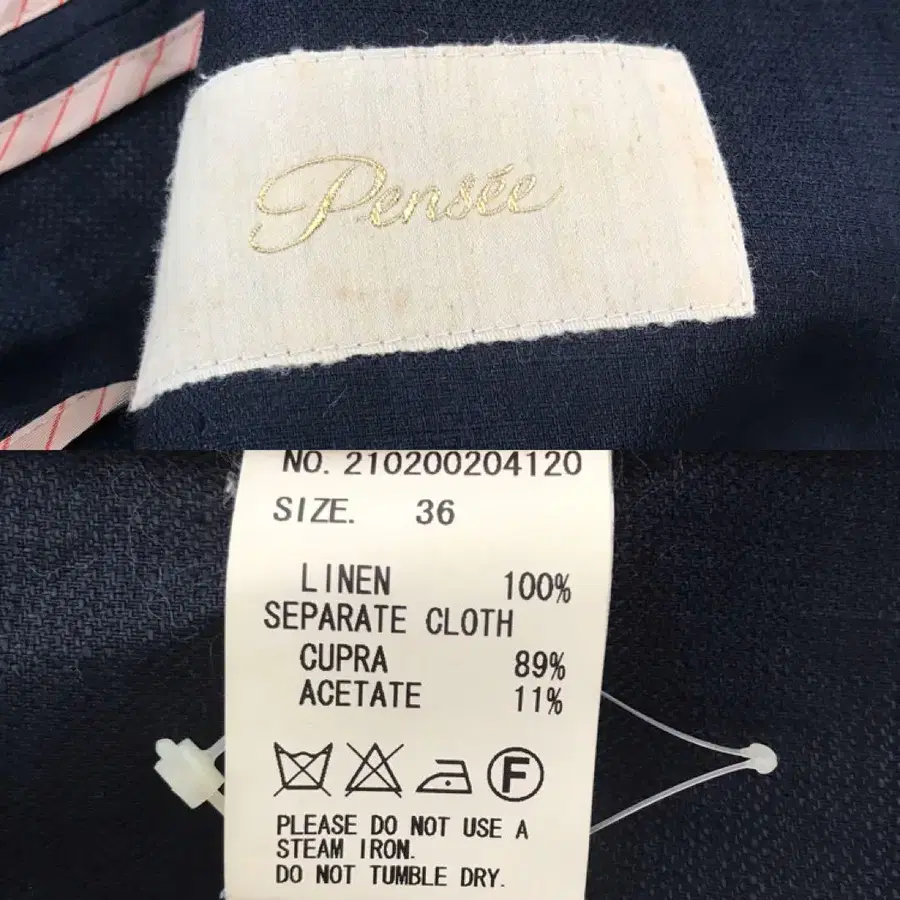 Pensée
NO. 210200204120
SIZE. 36
LINEN 100%
SEPARATE CLOTH
CUPRA 89%
ACETATE 11%
F
PLEASE DO NOT USE A
STEAM IRON.
DO NOT TUMBLE DRY.